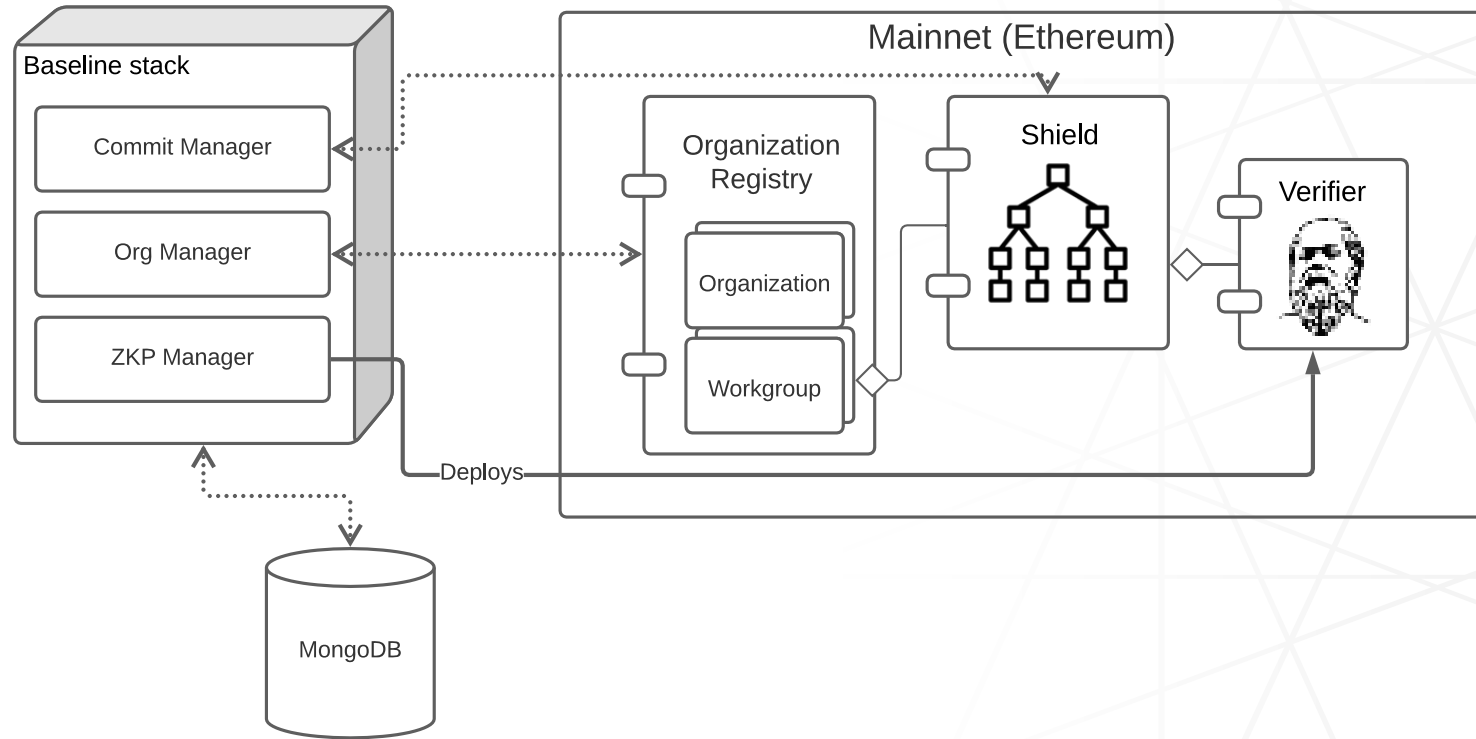 Baseline stack
Commit Manager
Org Manager
ZKP Manager
Deploys
MongoDB
Mainnet (Ethereum)
Organization
Registry
Organization
Workgroup
Shield
Verifier